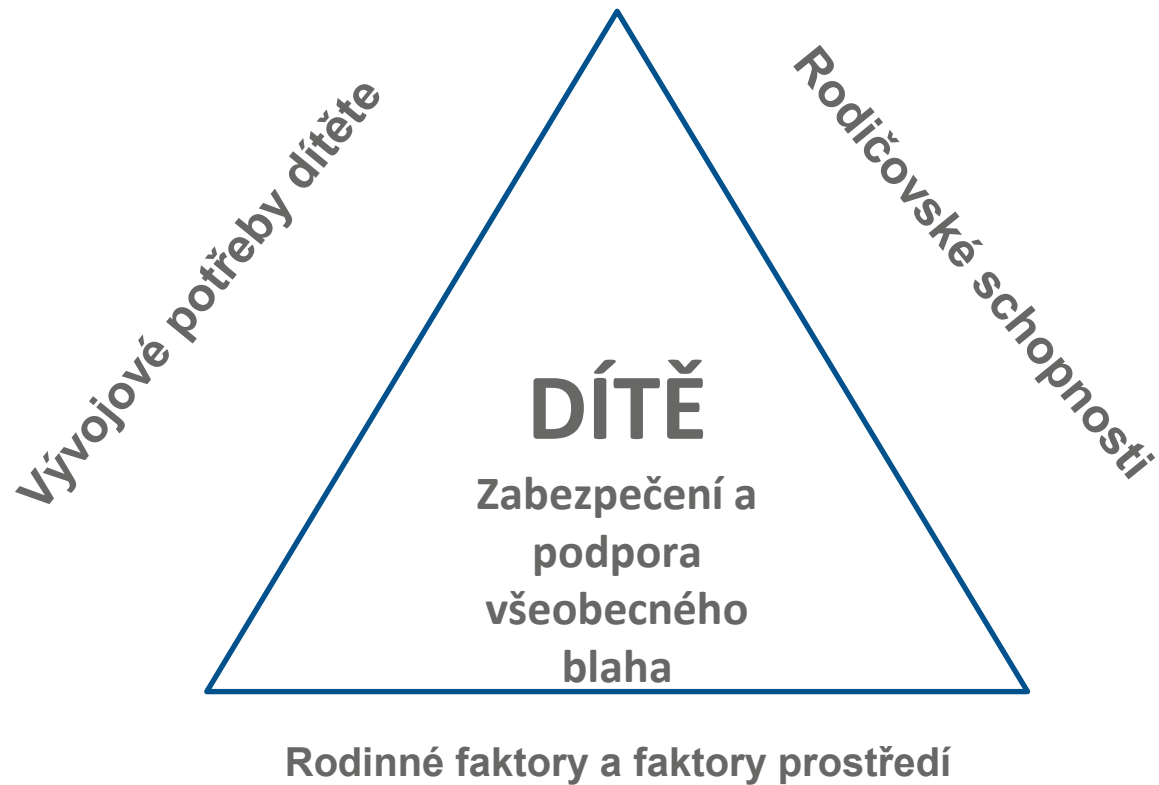 Vývojové potřeby dítěte
Rodičovské schopnosti
DÍTĚ
Zabezpečení a
podpora
všeobecného
blaha
Rodinné faktory a faktory prostředí